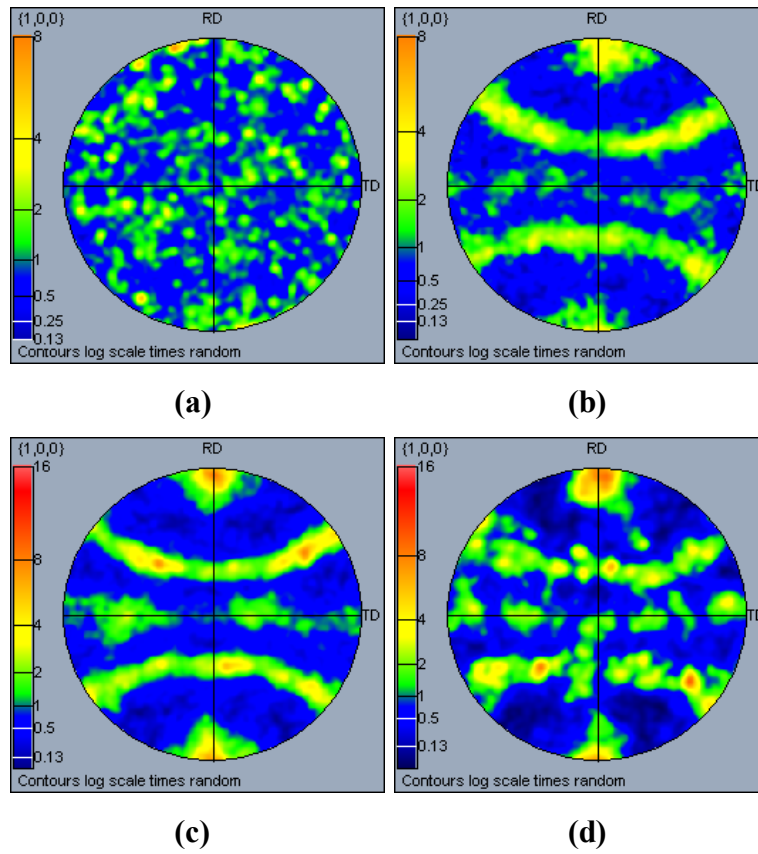 {1,0,0} RD
8
4
2
1
0.5
0.25
0.13
TD
Contours log scale times random
(a)
{1,0,0} RD
8
4
2
1
0.5
0.25
0.13
TD
Contours log scale times random
(b)
{1,0,0} RD
16
8
4
2
1
0.5
0.13
TD
Contours log scale times random
(c)
{1,0,0} RD
16
8
4
2
1
0.5
0.13
TD
Contours log scale times random
(d)